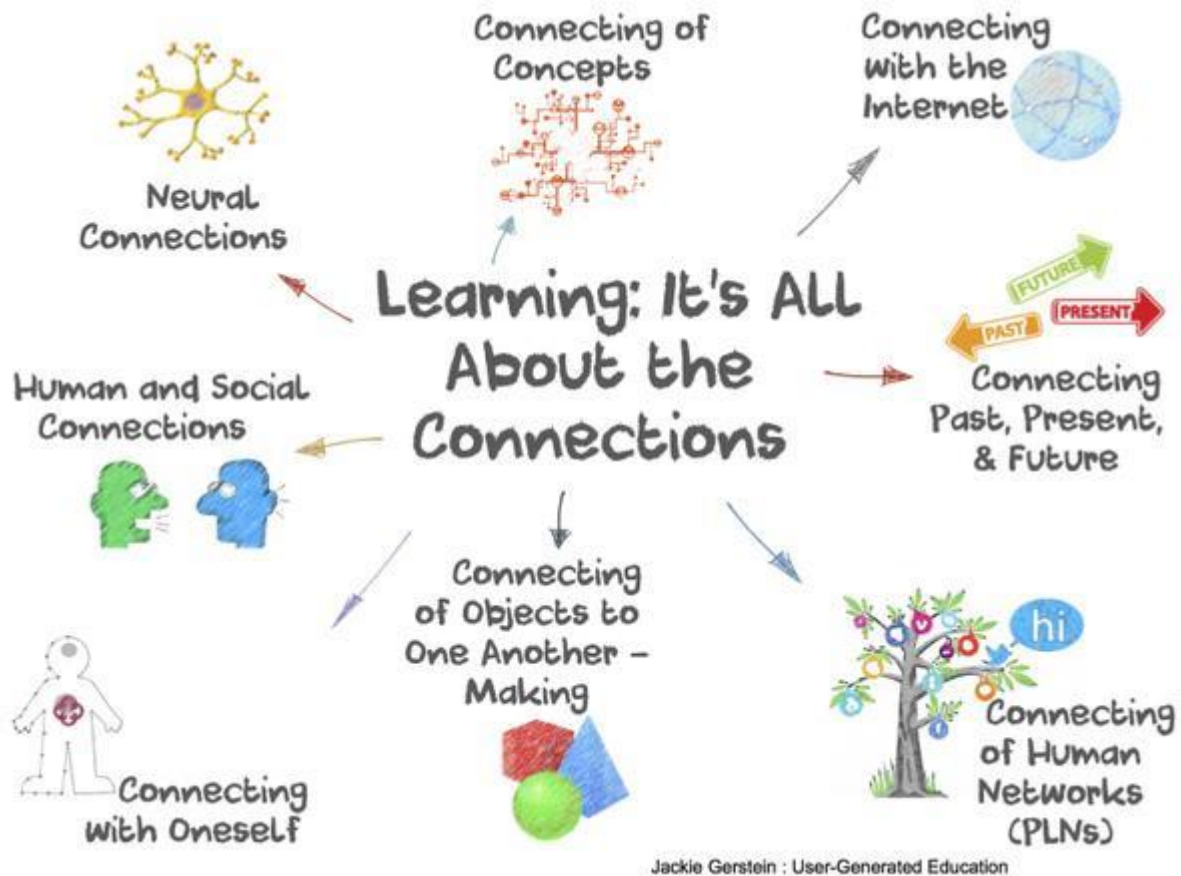 Learning: It's ALL
About the
Connections
Neural
Connections
Connecting of
Concepts
Connecting
with the
Internet
FUTURE
PRESENT
PAST
Connecting
Past, Present,
& Future
hi
Connecting
of Human
Networks
(PLNs)
Connecting
of Objects to
One Another –
Making
Connecting
with Oneself
Human and Social
Connections
Jackie Gerstein : User-Generated Education